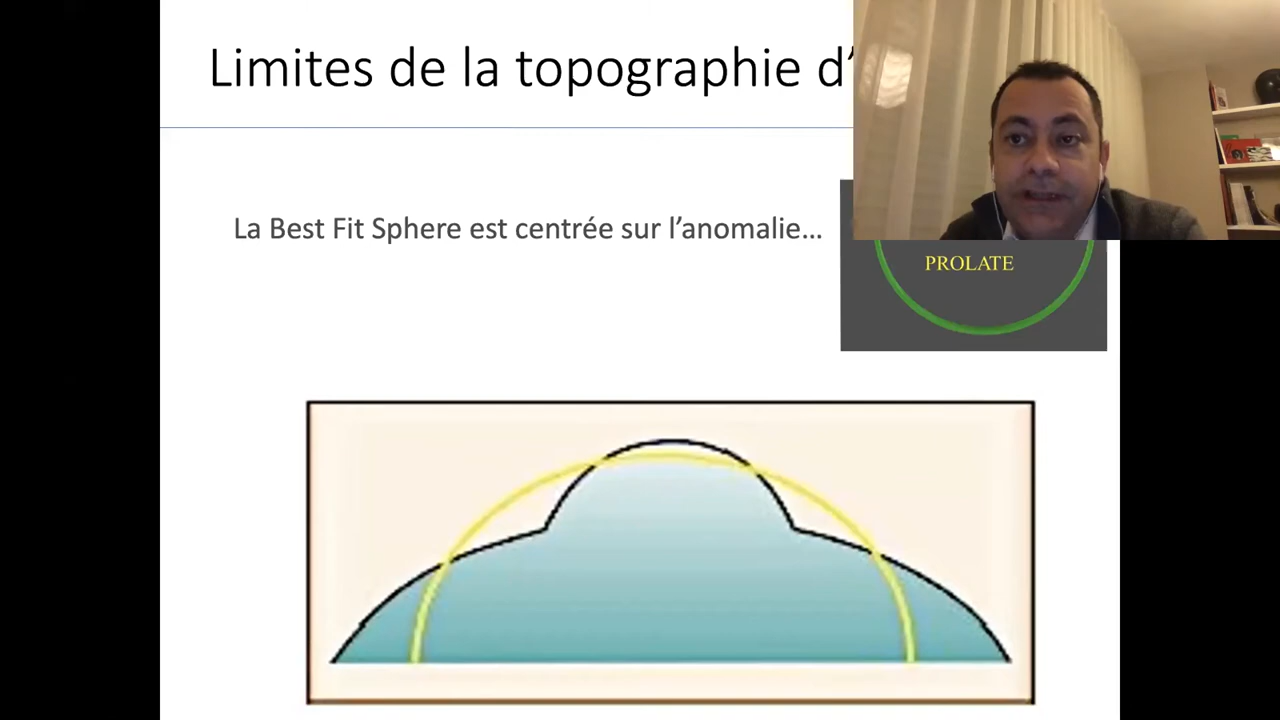 Limites de la topographie d’
La Best Fit Sphere est centrée sur l’anomalie…
PROLATE